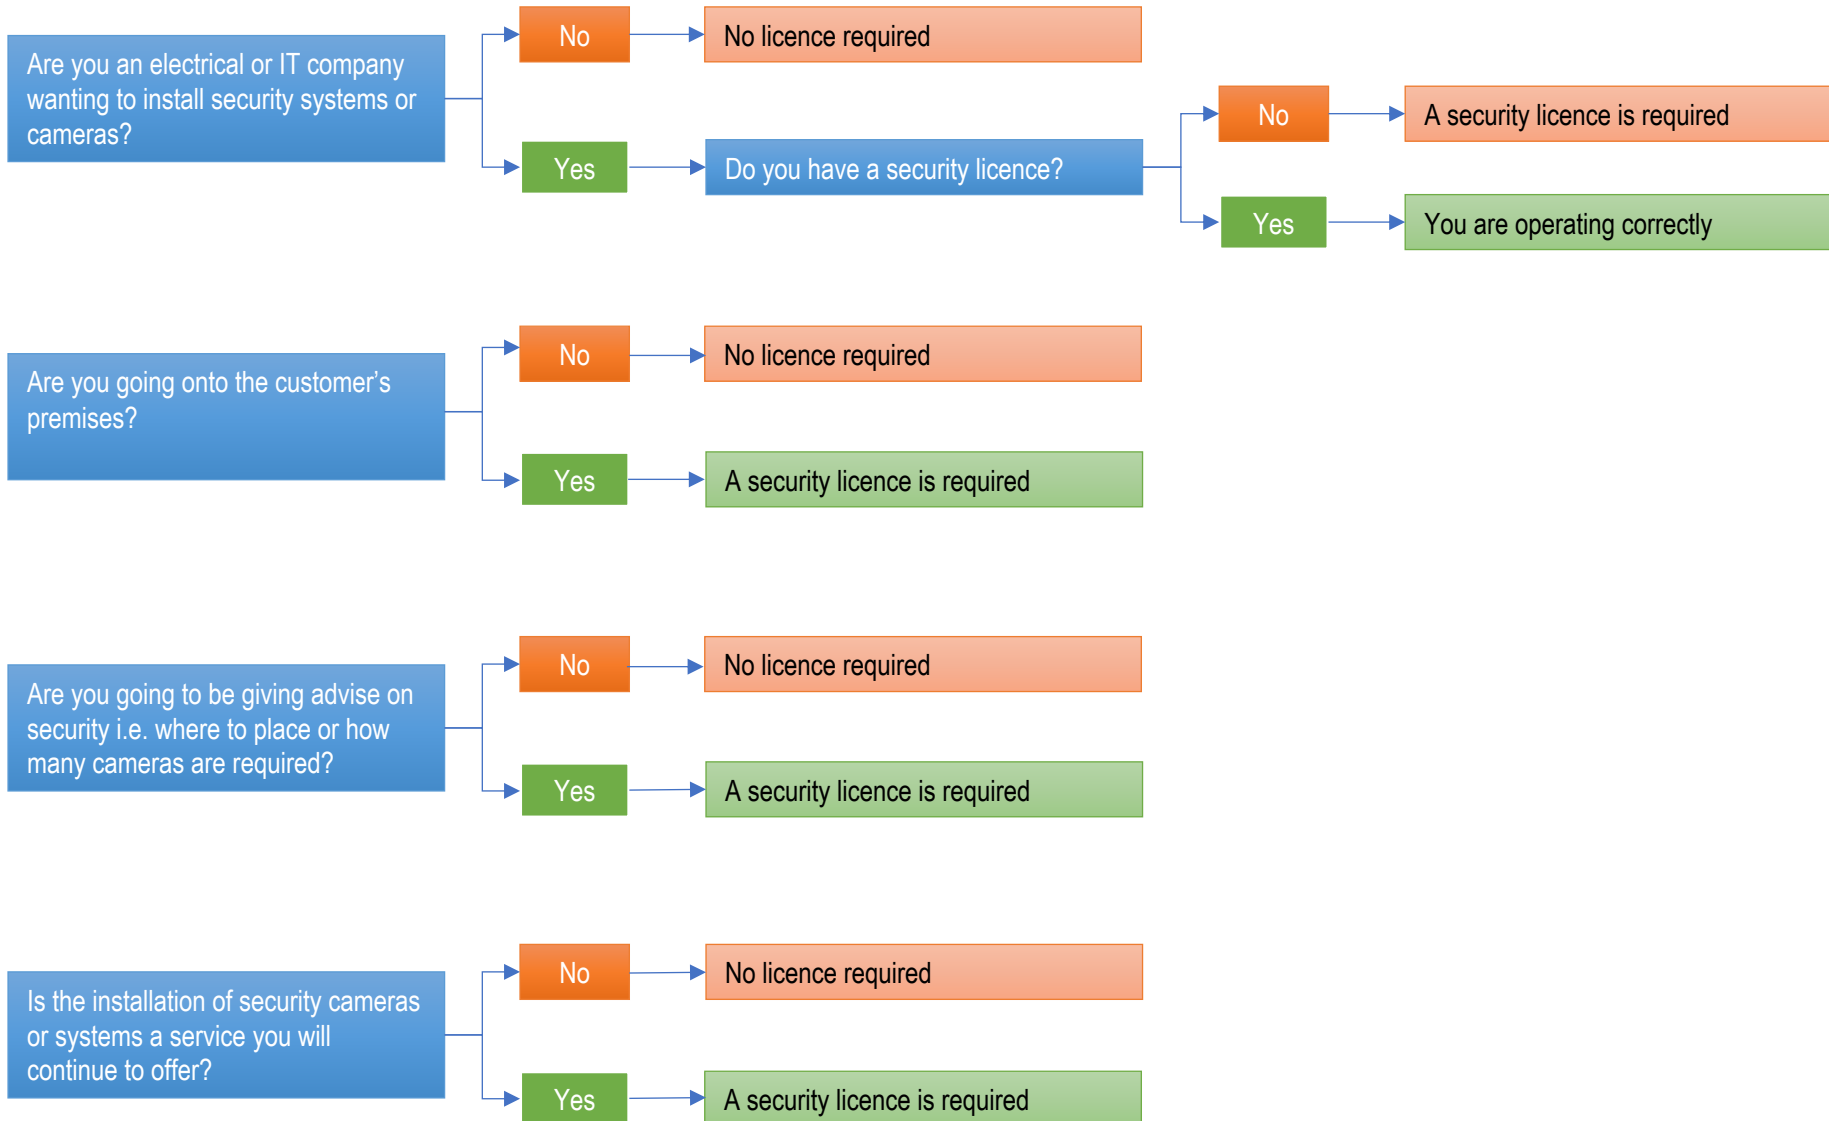 No
No licence required
Are you an electrical or IT company
wanting to install security systems or
cameras?
No
A security licence is required
Yes
Do you have a security licence?
Yes
You are operating correctly
No
No licence required
Are you going onto the customer’s
premises?
Yes
A security licence is required
No
No licence required
Are you going to be giving advise on
security i.e. where to place or how
many cameras are required?
Yes
A security licence is required
No
No licence required
Is the installation of security cameras
or systems a service you will
continue to offer?
Yes
A security licence is required